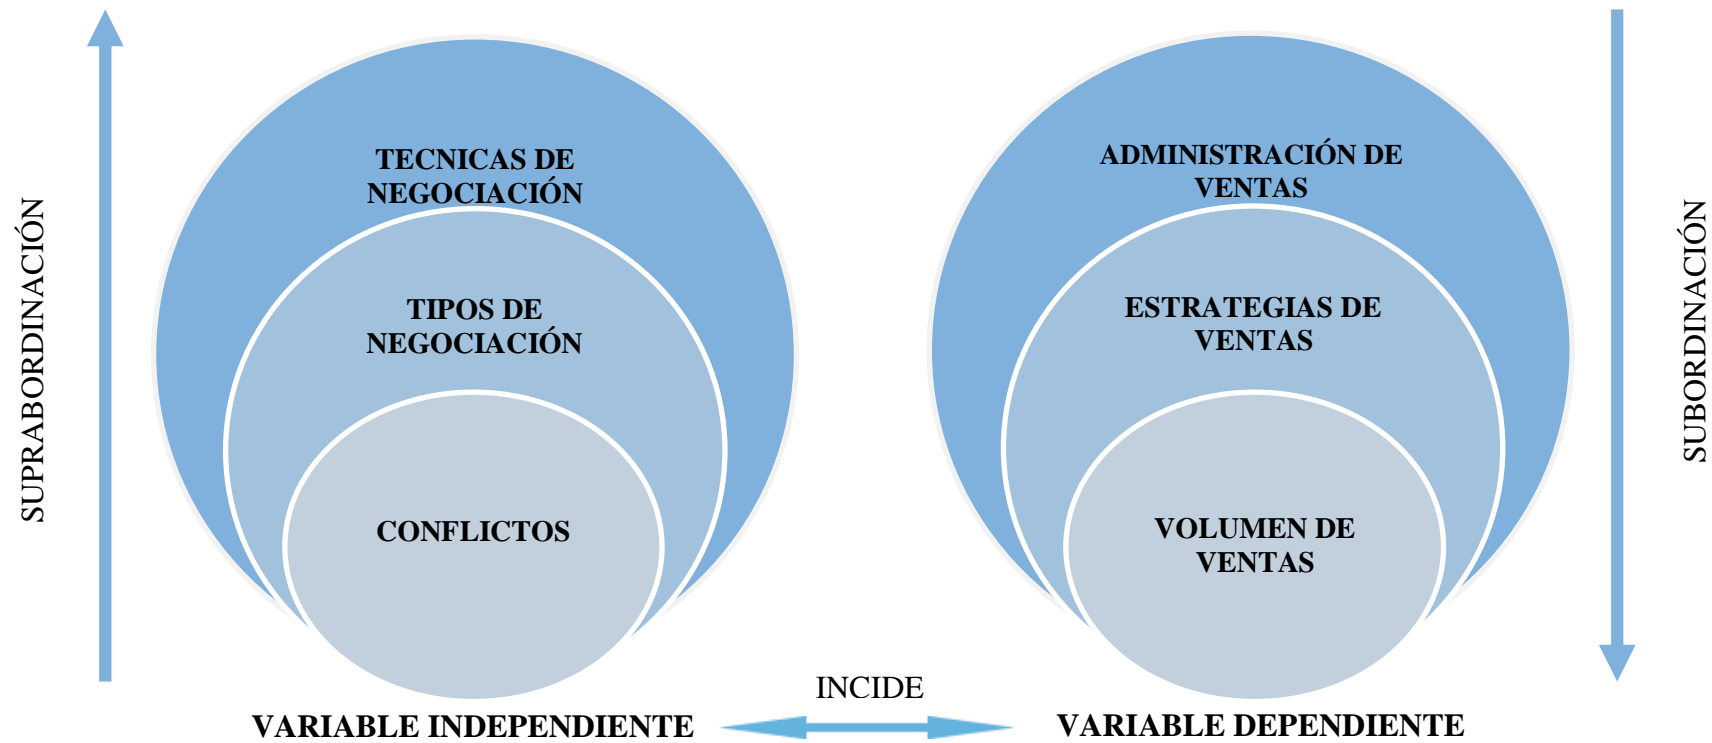 SUPRABORDINACIÓN
TECNICAS DE
NEGOCIACIÓN
TIPOS DE
NEGOCIACIÓN
CONFLICTOS
VARIABLE INDEPENDIENTE
INCIDE
ADMINISTRACIÓN DE
VENTAS
ESTRATEGIAS DE
VENTAS
VOLUMEN DE
VENTAS
VARIABLE DEPENDIENTE
SUBORDINACIÓN